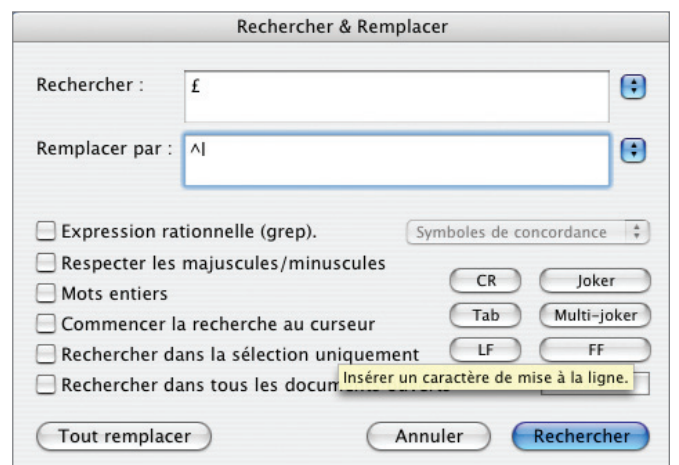 Rechercher & Remplacer
Rechercher : £
Remplacer par : ^l
Expression rationnelle (grep). Symboles de concordance
Respecter les majuscules/minuscules
CR Joker
Mots entiers
Tab Multi-joker
Commencer la recherche au curseur
Rechercher dans la sélection uniquement LF FF
Insérer un caractère de mise à la ligne.
Rechercher dans tous les documents ouverts
Tout remplacer Annuler Rechercher